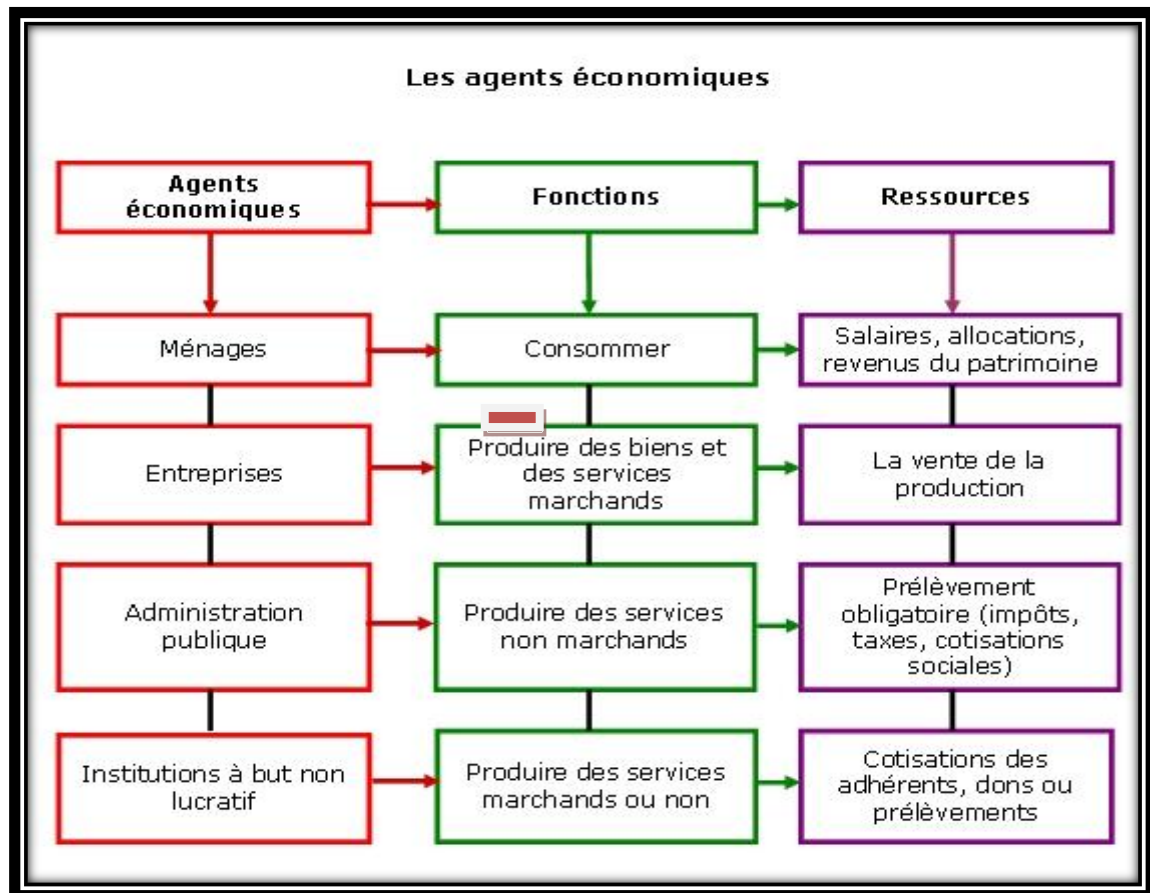 Les agents économiques
Agents
économiques
Fonctions
Ressources
Ménages
Consommer
Salaires, allocations,
revenus du patrimoine
Entreprises
Produire des biens et
des services
marchands
La vente de la
production
Administration
publique
Produire des services
non marchands
Prélèvement
obligatoire (impôts,
taxes, cotisations
sociales)
Institutions à but non
lucratif
Produire des services
marchands ou non
Cotisations des
adhérents, dons ou
prélèvements